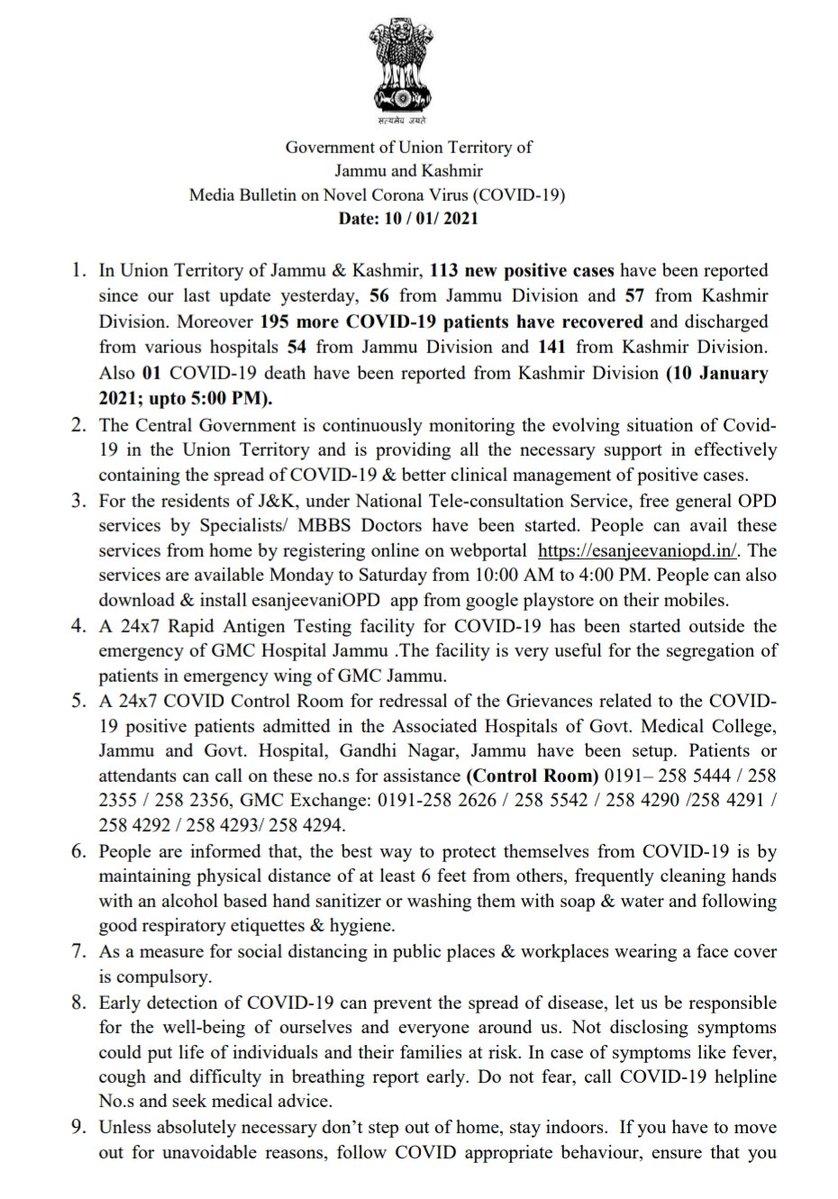 सत्यमेव जयते
Government of Union Territory of
Jammu and Kashmir
Media Bulletin on Novel Corona Virus (COVID-19)
Date: 10 / 01/ 2021
1. In Union Territory of Jammu & Kashmir, 113 new positive cases have been reported
since our last update yesterday, 56 from Jammu Division and 57 from Kashmir
Division. Moreover 195 more COVID-19 patients have recovered and discharged
from various hospitals 54 from Jammu Division and 141 from Kashmir Division.
Also 01 COVID-19 death have been reported from Kashmir Division (10 January
2021; upto 5:00 PM).
2. The Central Government is continuously monitoring the evolving situation of Covid-
19 in the Union Territory and is providing all the necessary support in effectively
containing the spread of COVID-19 & better clinical management of positive cases.
3. For the residents of J&K, under National Tele-consultation Service, free general OPD
services by Specialists/ MBBS Doctors have been started. People can avail these
services from home by registering online on webportal https://esanjeevaniopd.in/. The
services are available Monday to Saturday from 10:00 AM to 4:00 PM. People can also
download & install esanjeevaniOPD app from google playstore on their mobiles.
4. A 24x7 Rapid Antigen Testing facility for COVID-19 has been started outside the
emergency of GMC Hospital Jammu .The facility is very useful for the segregation of
patients in emergency wing of GMC Jammu.
5. A 24x7 COVID Control Room for redressal of the Grievances related to the COVID-
19 positive patients admitted in the Associated Hospitals of Govt. Medical College,
Jammu and Govt. Hospital, Gandhi Nagar, Jammu have been setup. Patients or
attendants can call on these no.s for assistance (Control Room) 0191– 258 5444 / 258
2355 / 258 2356, GMC Exchange: 0191-258 2626 / 258 5542 / 258 4290 /258 4291 /
258 4292 / 258 4293/ 258 4294.
6. People are informed that, the best way to protect themselves from COVID-19 is by
maintaining physical distance of at least 6 feet from others, frequently cleaning hands
with an alcohol based hand sanitizer or washing them with soap & water and following
good respiratory etiquettes & hygiene.
7. As a measure for social distancing in public places & workplaces wearing a face cover
is compulsory.
8. Early detection of COVID-19 can prevent the spread of disease, let us be responsible
for the well-being of ourselves and everyone around us. Not disclosing symptoms
could put life of individuals and their families at risk. In case of symptoms like fever,
cough and difficulty in breathing report early. Do not fear, call COVID-19 helpline
No.s and seek medical advice.
9. Unless absolutely necessary don’t step out of home, stay indoors. If you have to move
out for unavoidable reasons, follow COVID appropriate behaviour, ensure that you